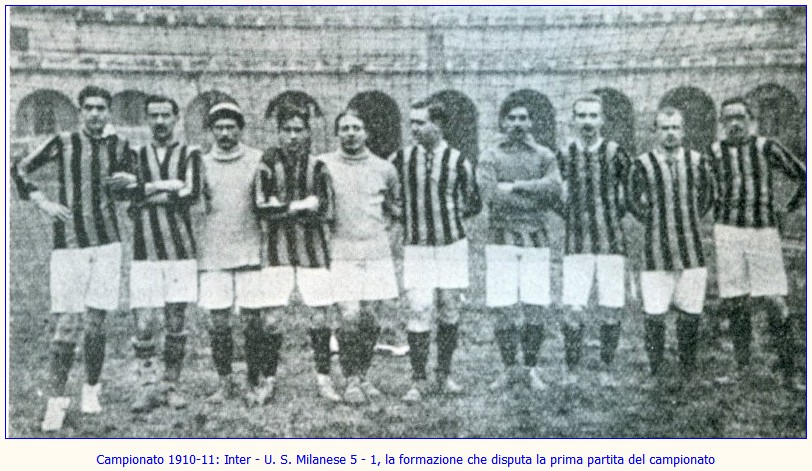 Campionato 1910-11: Inter - U. S. Milanese 5 - 1, la formazione che disputa la prima partita del campionato